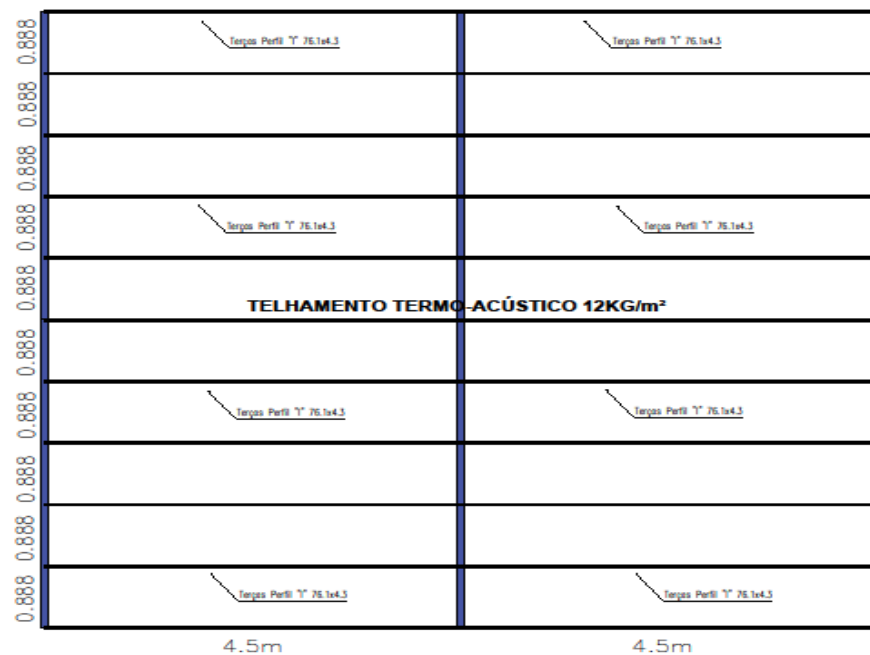 0.888
Terças Perfil "I" 76.1x4.3
Terças Perfil "I" 76.1x4.3
0.888
0.888
0.888
Terças Perfil "I" 76.1x4.3
Terças Perfil "I" 76.1x4.3
0.888
TELHAMENTO TERMO-ACÚSTICO 12KG/m²
0.888
0.888
Terças Perfil "I" 76.1x4.3
Terças Perfil "I" 76.1x4.3
0.888
0.888
0.888
Terças Perfil "I" 76.1x4.3
Terças Perfil "I" 76.1x4.3
4.5m
4.5m